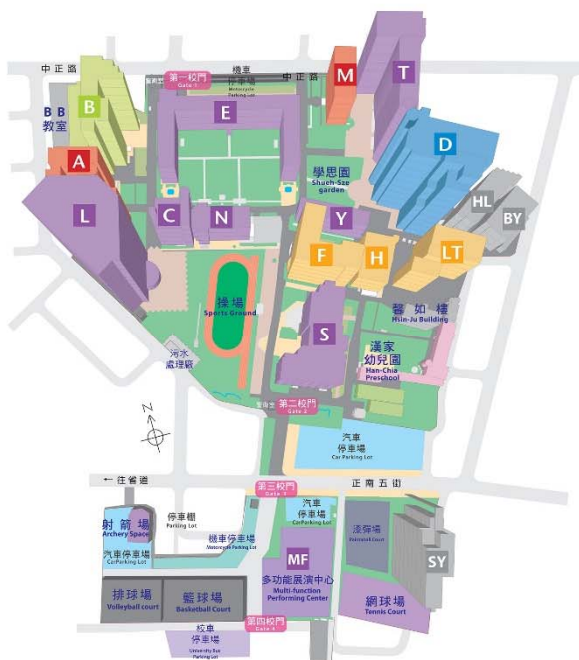 中正路
第一校門
Gate 1
機車
停車場
Motorcycle
Parking Lot
中正路
M
T
B
BB
教室
E
D
A
學思園
Shueh-Sze
garden
HL
BY
L
C
N
Y
F
H
LT
操場
Sports Ground
S
馨如樓
Hsin-Ju Building
漢家
幼兒園
Han-Chia
Preschool
污水
處理廠
N
第二校門
Gate 2
汽車
停車場
Car Parking Lot
←往省道
正南五街
第三校門
Gate 3
射箭場
Archery Space
停車棚
Parking Lot
汽車
停車場
Car Parking Lot
機車停車場
Motorcycle Parking Lot
漆彈場
汽車停車場
Car Parking Lot
MF
SY
多功能展演中心
Multi-function
Performing Center
排球場
Volleyball court
籃球場
Basketball Court
網球場
Tennis Court
第四校門
Gate 4
校車
停車場
University Bus
Parking Lot